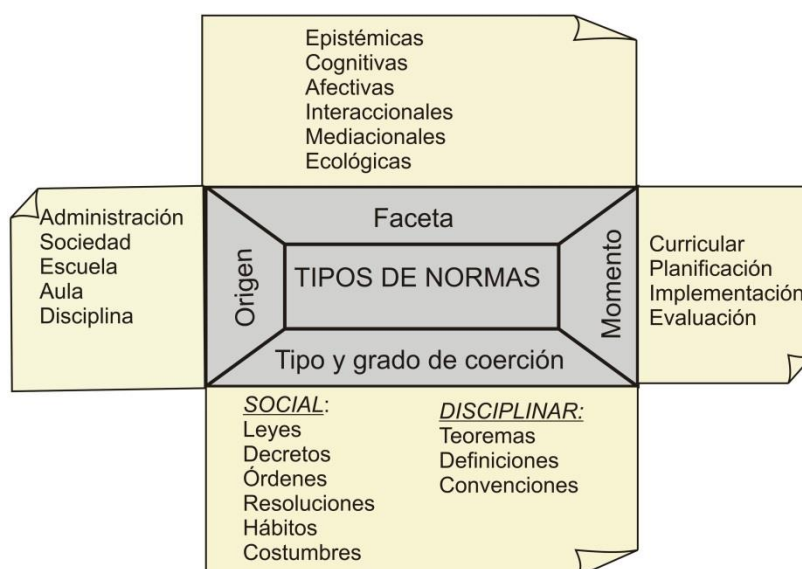 Epistémicas
Cognitivas
Afectivas
Interaccionales
Mediacionales
Ecológicas
Administración
Sociedad
Escuela
Aula
Disciplina
Origen
Faceta
TIPOS DE NORMAS
Momento
Curricular
Planificación
Implementación
Evaluación
Tipo y grado de coerción
SOCIAL:
Leyes
Decretos
Órdenes
Resoluciones
Hábitos
Costumbres
DISCIPLINAR:
Teoremas
Definiciones
Convenciones